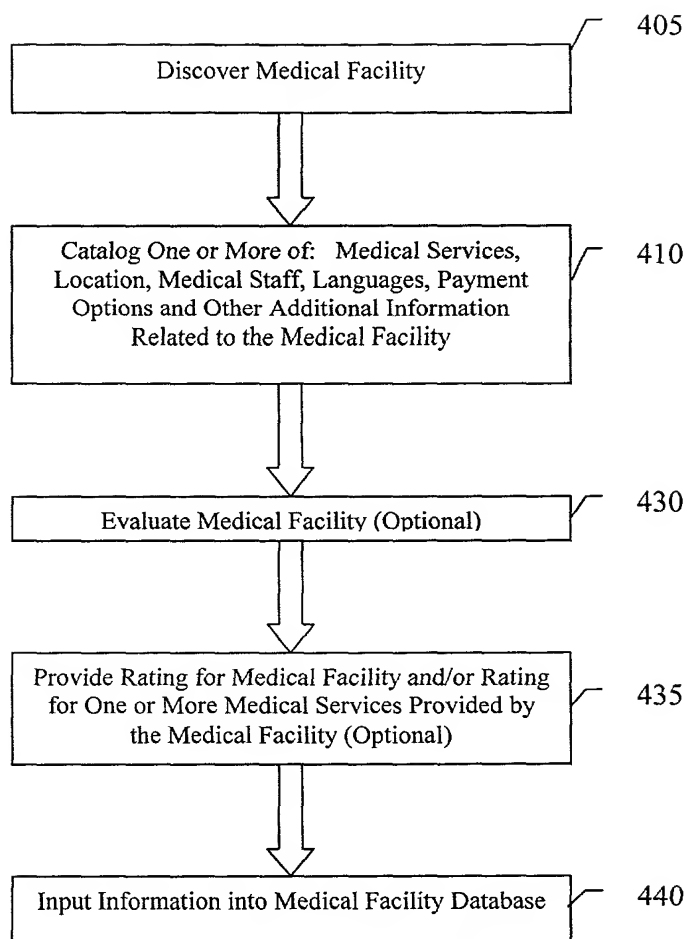 405
Discover Medical Facility
Catalog One or More of: Medical Services,
Location, Medical Staff, Languages, Payment
Options and Other Additional Information
Related to the Medical Facility
410
Evaluate Medical Facility (Optional)
430
Provide Rating for Medical Facility and/or Rating
for One or More Medical Services Provided by
the Medical Facility (Optional)
435
Input Information into Medical Facility Database
440